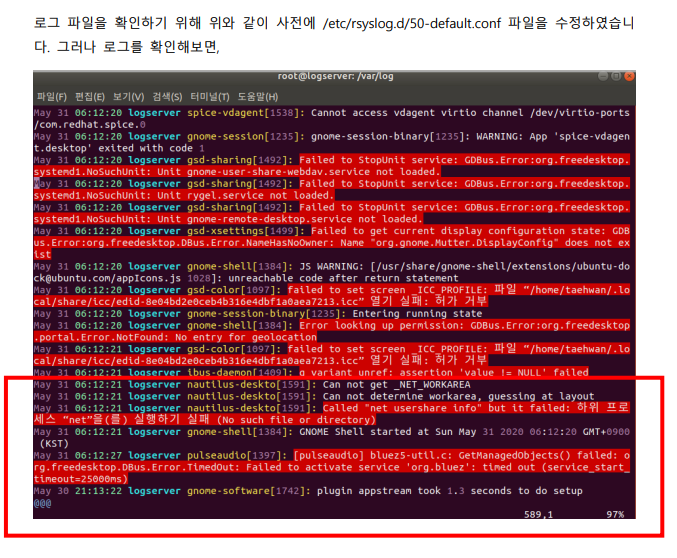 로그 파일을 확인하기 위해 위와 같이 사전에 /etc/rsyslog.d/50-default.conf 파일을 수정하였습니
다. 그러나 로그를 확인해보면,
root@logserver: /var/log
파일(F) 편집(E) 보기(V) 검색(S) 터미널(T) 도움말(H)
May 31 06:12:20 logserver spice-vdagent[1538]: Cannot access vdagent virtio channel /dev/virtio-ports
/com.redhat.spice.0
May 31 06:12:20 logserver gnome-session[1235]: gnome-session-binary[1235]: WARNING: App 'spice-vdagen
t.desktop' exited with code 1
May 31 06:12:20 logserver gsd-sharing[1492]: Failed to StopUnit service: GDBus.Error:org.freedesktop.
systemd1.NoSuchUnit: Unit gnome-user-share-webdav.service not loaded.
May 31 06:12:20 logserver gsd-sharing[1492]: Failed to StopUnit service: GDBus.Error:org.freedesktop.
systemd1.NoSuchUnit: Unit rygel.service not loaded.
May 31 06:12:20 logserver gsd-sharing[1492]: Failed to StopUnit service: GDBus.Error:org.freedesktop.
systemd1.NoSuchUnit: Unit gnome-remote-desktop.service not loaded.
May 31 06:12:20 logserver gsd-xsettings[1499]: Failed to get current display configuration state: GDB
us.Error:org.freedesktop.DBus.Error.NameHasNoOwner: Name "org.gnome.Mutter.DisplayConfig" does not ex
ist
May 31 06:12:20 logserver gnome-shell[1384]: JS WARNING: [/usr/share/gnome-shell/extensions/ubuntu-do
ck@ubuntu.com/appIcons.js 1028]: unreachable code after return statement
May 31 06:12:20 logserver gsd-color[1097]: failed to set screen _ICC_PROFILE: 파일 “/home/taehwan/.lo
cal/share/icc/edid-8e04bd2e0ceb4b316e4dbf1a0aea7213.icc” 열기 실패: 허가 거부
May 31 06:12:20 logserver gnome-session-binary[1235]: Entering running state
May 31 06:12:20 logserver gnome-shell[1384]: Error looking up permission: GDBus.Error:org.freedesktop
.portal.Error.NotFound: No entry for geolocation
May 31 06:12:21 logserver gsd-color[1097]: failed to set screen _ICC_PROFILE: 파일 “/home/taehwan/.lo
cal/share/icc/edid-8e04bd2e0ceb4b316e4dbf1a0aea7213.icc” 열기 실패: 허가 거부
May 31 06:12:21 logserver ibus-daemon[1409]: g_variant_unref: assertion 'value != NULL' failed
May 31 06:12:21 logserver nautilus-deskto[1591]: Can not get _NET_WORKAREA
May 31 06:12:21 logserver nautilus-deskto[1591]: Can not determine workarea, guessing at layout
May 31 06:12:21 logserver nautilus-deskto[1591]: Called "net usershare info" but it failed: 하위 프로
세스 “net”을(를) 실행하기 실패 (No such file or directory)
May 31 06:12:21 logserver gnome-shell[1384]: GNOME Shell started at Sun May 31 2020 06:12:20 GMT+0900
 (KST)
May 31 06:12:27 logserver pulseaudio[1397]: [pulseaudio] bluez5-util.c: GetManagedObjects() failed: o
rg.freedesktop.DBus.Error.TimedOut: Failed to activate service 'org.bluez': timed out (service_start_
timeout=25000ms)
May 30 21:13:22 logserver gnome-software[1742]: plugin appstream took 1.3 seconds to do setup
@@@
589,1 97%